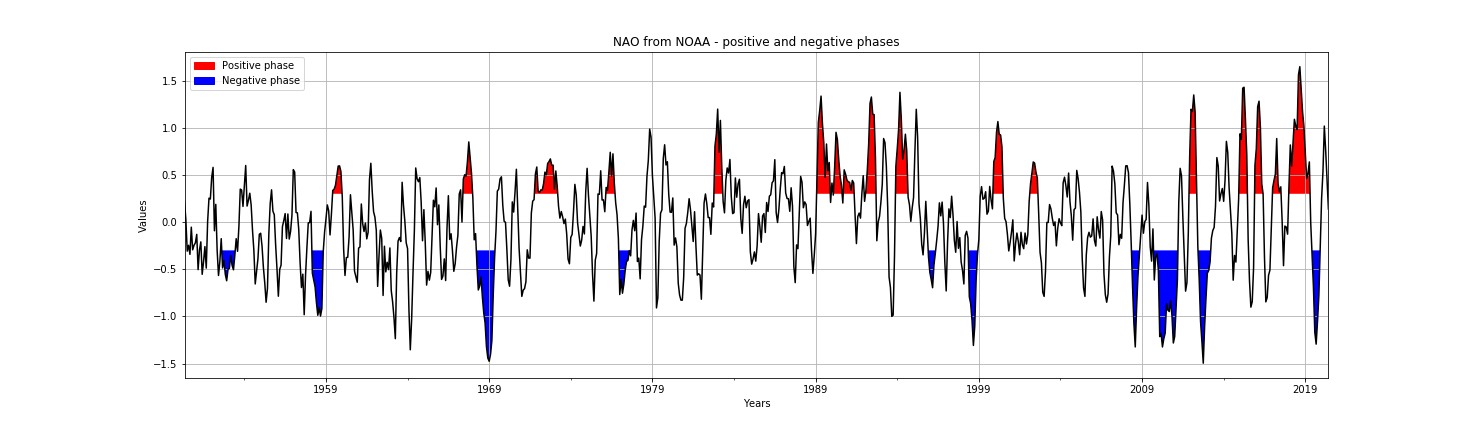 NAO from NOAA - positive and negative phases
Positive phase
Negative phase
Values
1.5
1.0
0.5
0.0
−0.5
−1.0
−1.5
1959 1969 1979 1989 1999 2009 2019
Years